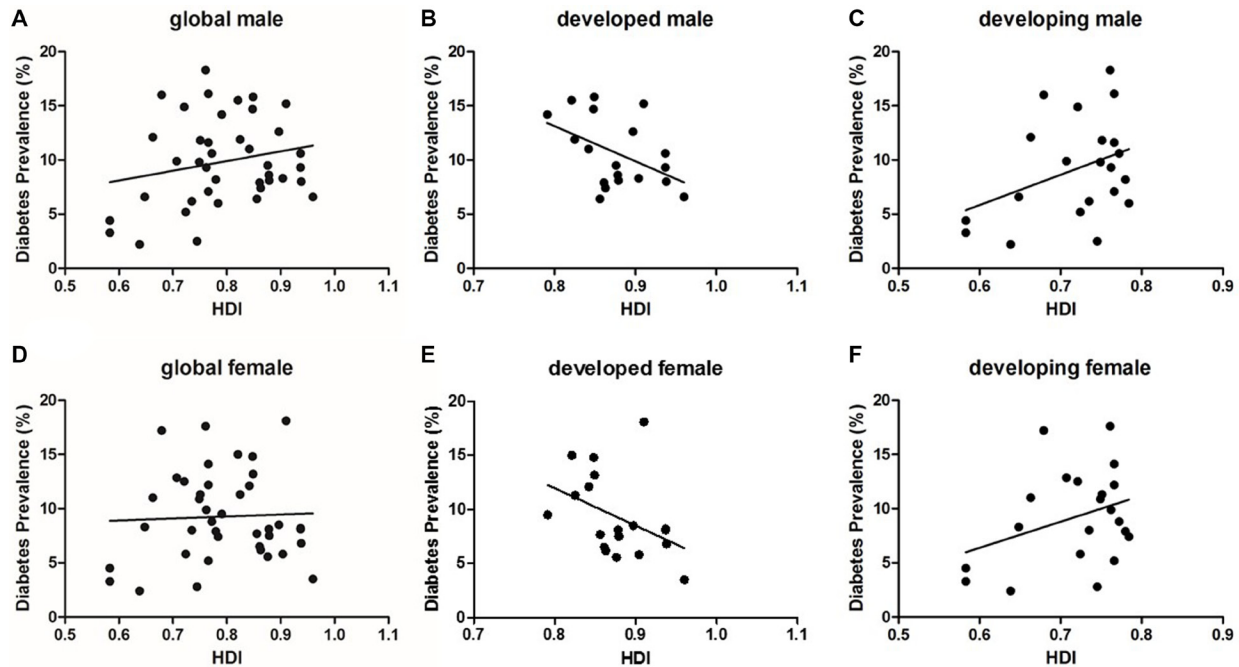 A global male B developed male C developing male
Diabetes Prevalence (%) 20 15 10 5 0
0.5 0.6 0.7 0.8 0.9 1.0 1.1
HDI
Diabetes Prevalence (%) 20 15 10 5 0
0.7 0.8 0.9 1.0 1.1
HDI
Diabetes Prevalence (%) 20 15 10 5 0
0.5 0.6 0.7 0.8 0.9
HDI
D global female E developed female F developing female
Diabetes Prevalence (%) 20 15 10 5 0
0.5 0.6 0.7 0.8 0.9 1.0 1.1
HDI
Diabetes Prevalence (%) 20 15 10 5 0
0.7 0.8 0.9 1.0 1.1
HDI
Diabetes Prevalence (%) 20 15 10 5 0
0.5 0.6 0.7 0.8 0.9
HDI